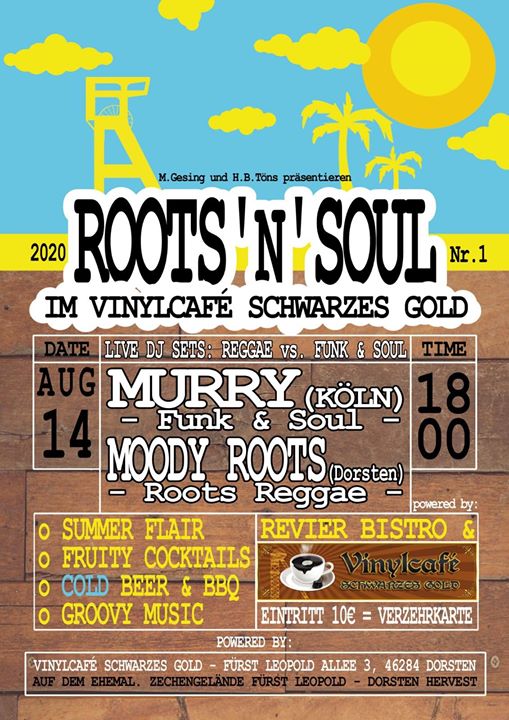 M.Gesing und H.B.Töns präsentieren
2020 ROOTS'N'SOUL Nr.1
IM VINYLCAFÉ SCHWARZES GOLD
DATE
AUG
14
LIVE DJ SETS: REGGAE vs. FUNK & SOUL
MURRY (KÖLN)
- Funk & Soul -
MOODY ROOTS (Dorsten)
- Roots Reggae -
TIME
18
00
powered by:
o SUMMER FLAIR
o FRUITY COCKTAILS
o COLD BEER & BBQ
o GROOVY MUSIC
REVIER BISTRO &
Vinylcafé
SCHWARZES GOLD
EINTRITT 10€ = VERZEHRKARTE
POWERED BY:
VINYLCAFÉ SCHWARZES GOLD - FÜRST LEOPOLD ALLEE 3, 46284 DORSTEN
AUF DEM EHEMAL. ZECHENGELÄNDE FÜRST LEOPOLD - DORSTEN HERVEST